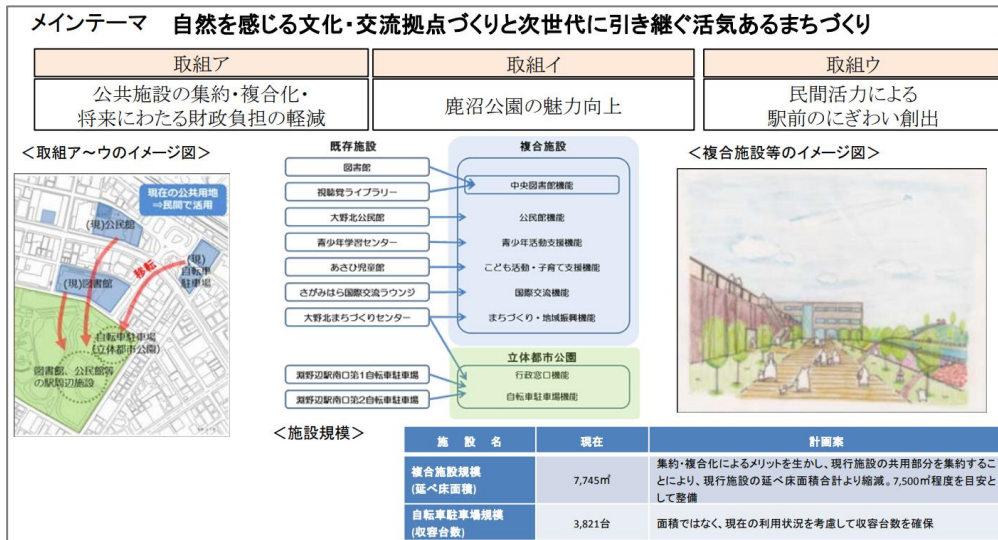 メインテーマ 自然を感じる文化・交流拠点づくりと次世代に引き継ぐ活気あるまちづくり
取組ア
取組イ
取組ウ
公共施設の集約・複合化・
将来にわたる財政負担の軽減
鹿沼公園の魅力向上
民間活力による
駅前のにぎわい創出
＜取組ア～ウのイメージ図＞
現在の公共用地
⇒民間で活用
(現)公民館
(現)図書館
移転
(現)
自転車
駐車場
自転車駐車場
(立体都市公園)
図書館、公民館等
の駅周辺施設
既存施設
複合施設
図書館
視聴覚ライブラリー
中央図書館機能
大野北公民館
公民館機能
青少年学習センター
青少年活動支援機能
あさひ児童館
こども活動・子育て支援機能
さがみはら国際交流ラウンジ
国際交流機能
大野北まちづくりセンター
まちづくり・地域振興機能
立体都市公園
行政窓口機能
淵野辺駅南口第1自転車駐車場
自転車駐車場機能
淵野辺駅南口第2自転車駐車場
＜複合施設等のイメージ図＞
＜施設規模＞
施 設 名
現在
計画案
複合施設規模
(延べ床面積)
7,745㎡
集約・複合化によるメリットを生かし、現行施設の共用部分を集約するこ
とにより、現行施設の延べ床面積合計より縮減。7,500㎡程度を目安と
して整備
自転車駐車場規模
(収容台数)
3,821台
面積ではなく、現在の利用状況を考慮して収容台数を確保